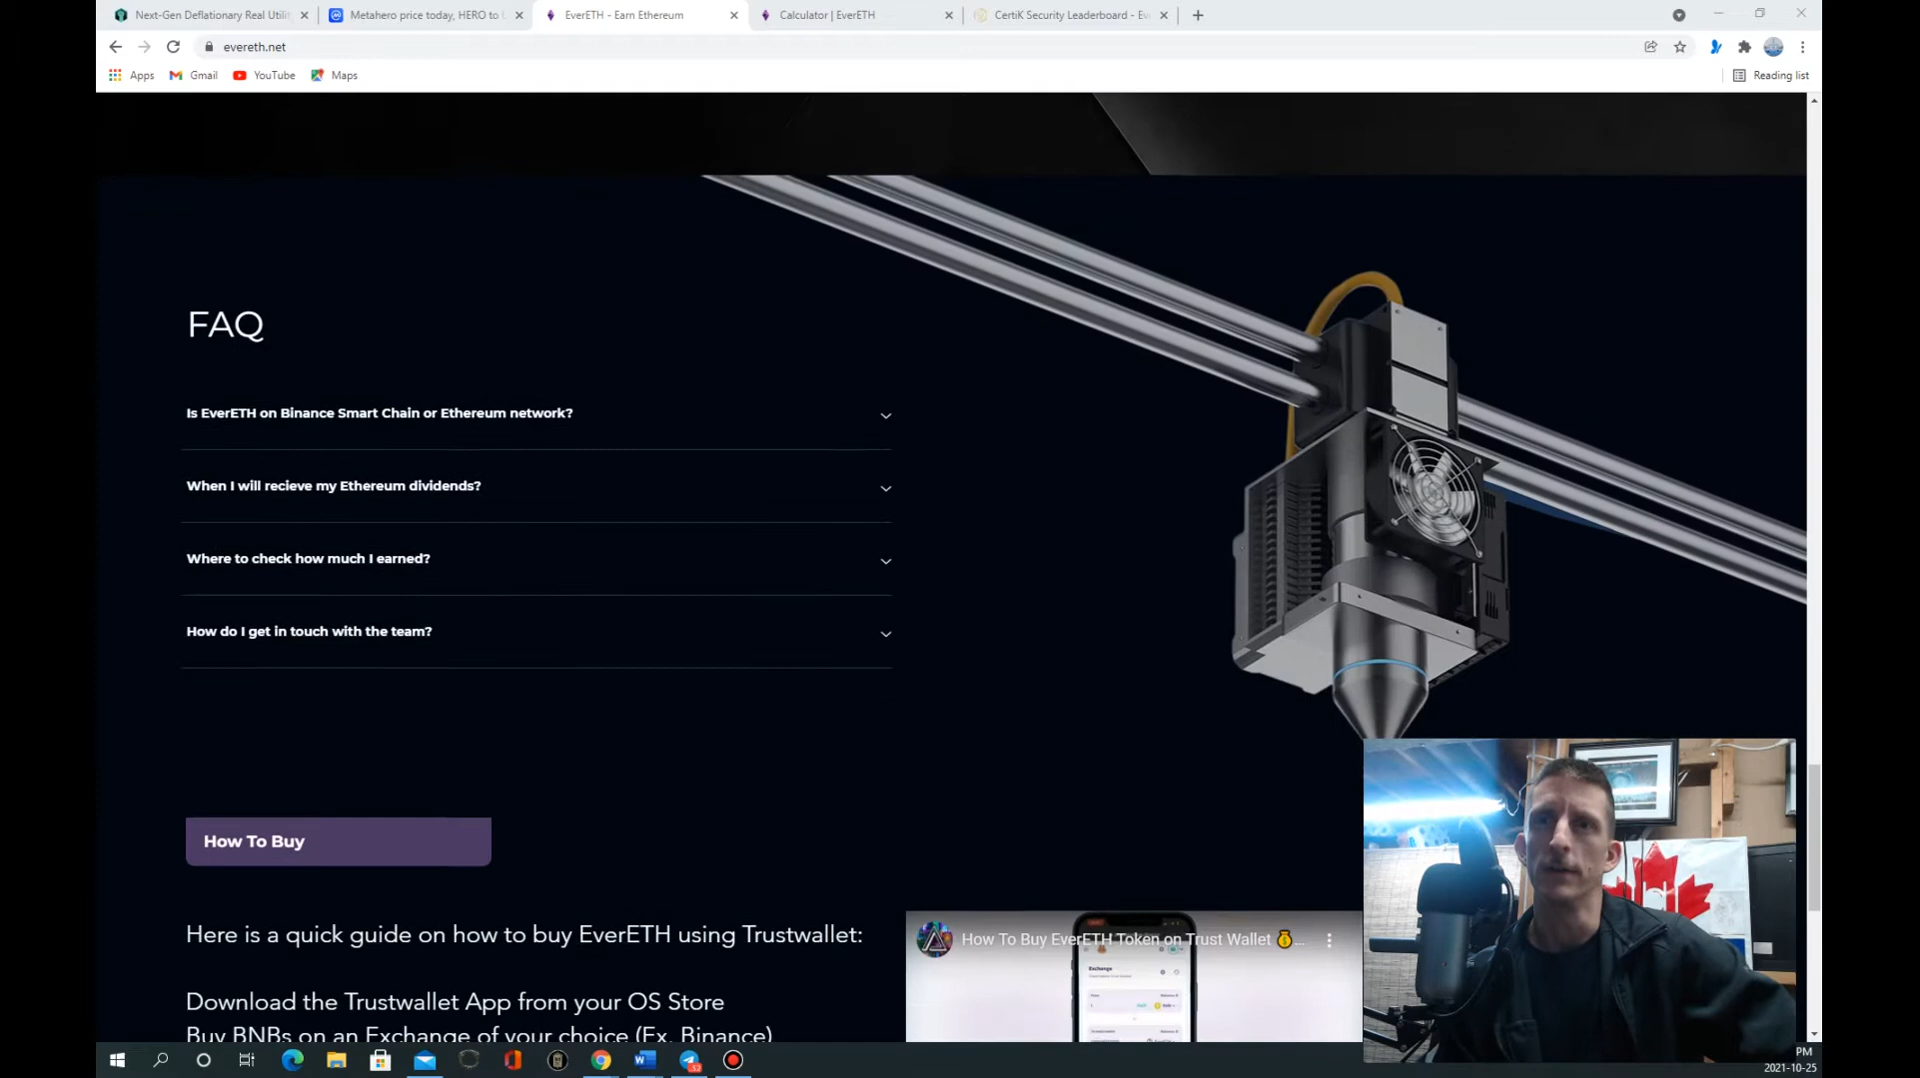 Next-Gen Deflationary Real Utili
Metahero price today, HERO to
EverETH - Earn Ethereum
Calculator | EverETH
CertiK Security Leaderboard - Ev
evereth.net
Apps
Gmail
YouTube
Maps
Reading list
FAQ
Is EverETH on Binance Smart Chain or Ethereum network?
When I will recieve my Ethereum dividends?
Where to check how much I earned?
How do I get in touch with the team?
How To Buy
Here is a quick guide on how to buy EverETH using Trustwallet:
Download the Trustwallet App from your OS Store
Buy BNBs on an Exchange of your choice (Ex. Binance)
How To Buy EverETH Token on Trust Wallet 💰...
Exchange
PM
2021-10-25